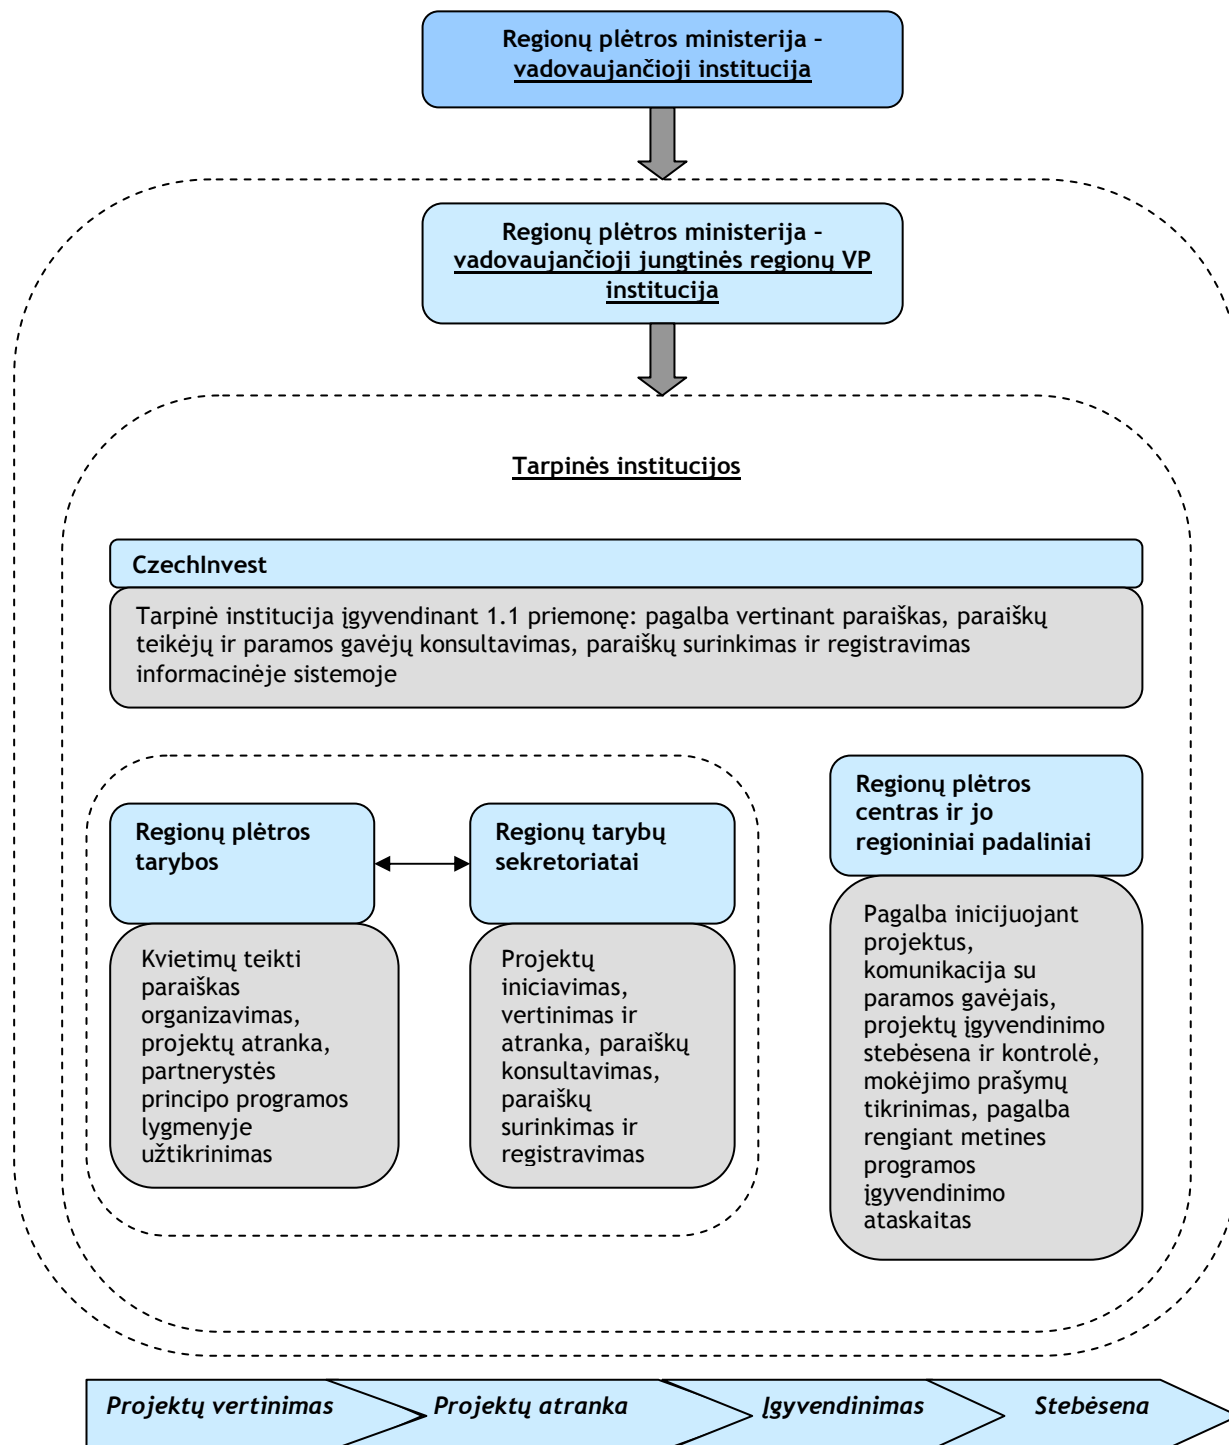 Regionų plėtros ministerija –
vadovaujančioji institucija
Regionų plėtros ministerija –
vadovaujančioji jungtinės regionų VP
institucija
Tarpinės institucijos
CzechInvest
Tarpinė institucija įgyvendinant 1.1 priemonę: pagalba vertinant paraiškas, paraiškų
teikėjų ir paramos gavėjų konsultavimas, paraiškų surinkimas ir registravimas
informacinėje sistemoje
Regionų plėtros
tarybos
Kvietimų teikti
paraiškas
organizavimas,
projektų atranka,
partnerystės
principo programos
lygmenyje
užtikrinimas
Regionų tarybų
sekretoriatai
Projektų
iniciavimas,
vertinimas ir
atranka, paraiškų
konsultavimas,
paraiškų
surinkimas ir
registravimas
Regionų plėtros
centras ir jo
regioniniai padaliniai
Pagalba inicijuojant
projektus,
komunikacija su
paramos gavėjais,
projektų įgyvendinimo
stebėsena ir kontrolė,
mokėjimo prašymų
tikrinimas, pagalba
rengiant metines
programos
įgyvendinimo
ataskaitas
Projektų vertinimas
Projektų atranka
Įgyvendinimas
Stebėsena